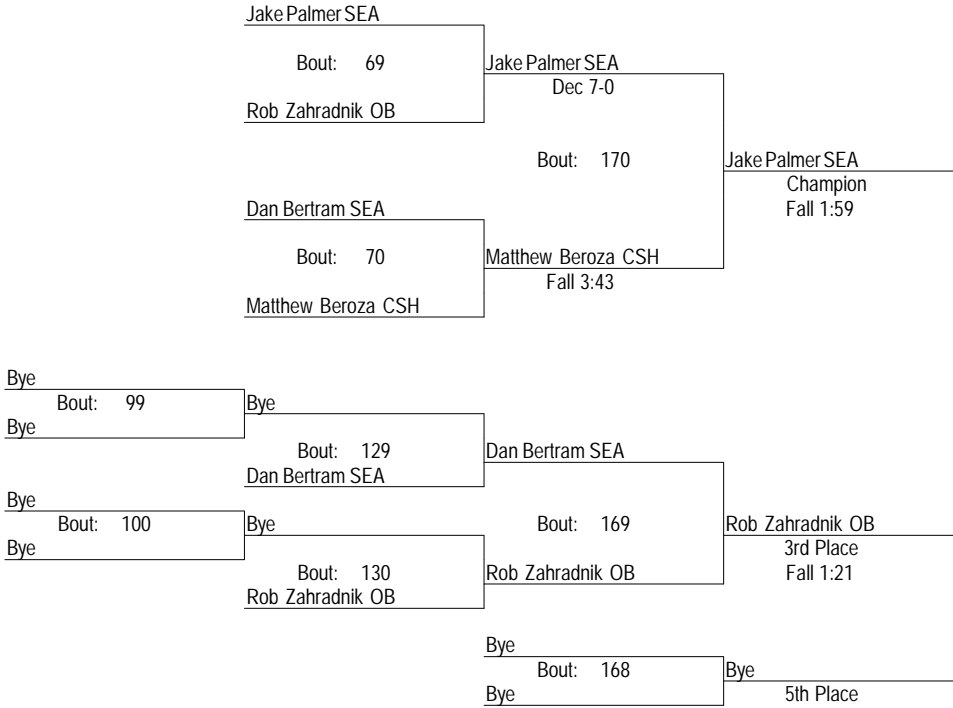 Jake Palmer SEA
Bout: 69
Jake Palmer SEA
Dec 7-0
Rob Zahradnik OB
Bout: 170
Jake Palmer SEA
Champion
Fall 1:59
Dan Bertram SEA
Bout: 70
Matthew Beroza CSH
Fall 3:43
Matthew Beroza CSH
Bye
Bout: 99
Bye
Bye
Bout: 129
Dan Bertram SEA
Dan Bertram SEA
Bye
Bout: 100
Bye
Bye
Bout: 169
Rob Zahradnik OB
3rd Place
Fall 1:21
Bout: 130
Rob Zahradnik OB
Rob Zahradnik OB
Bye
Bout: 168
Bye
Bye
5th Place